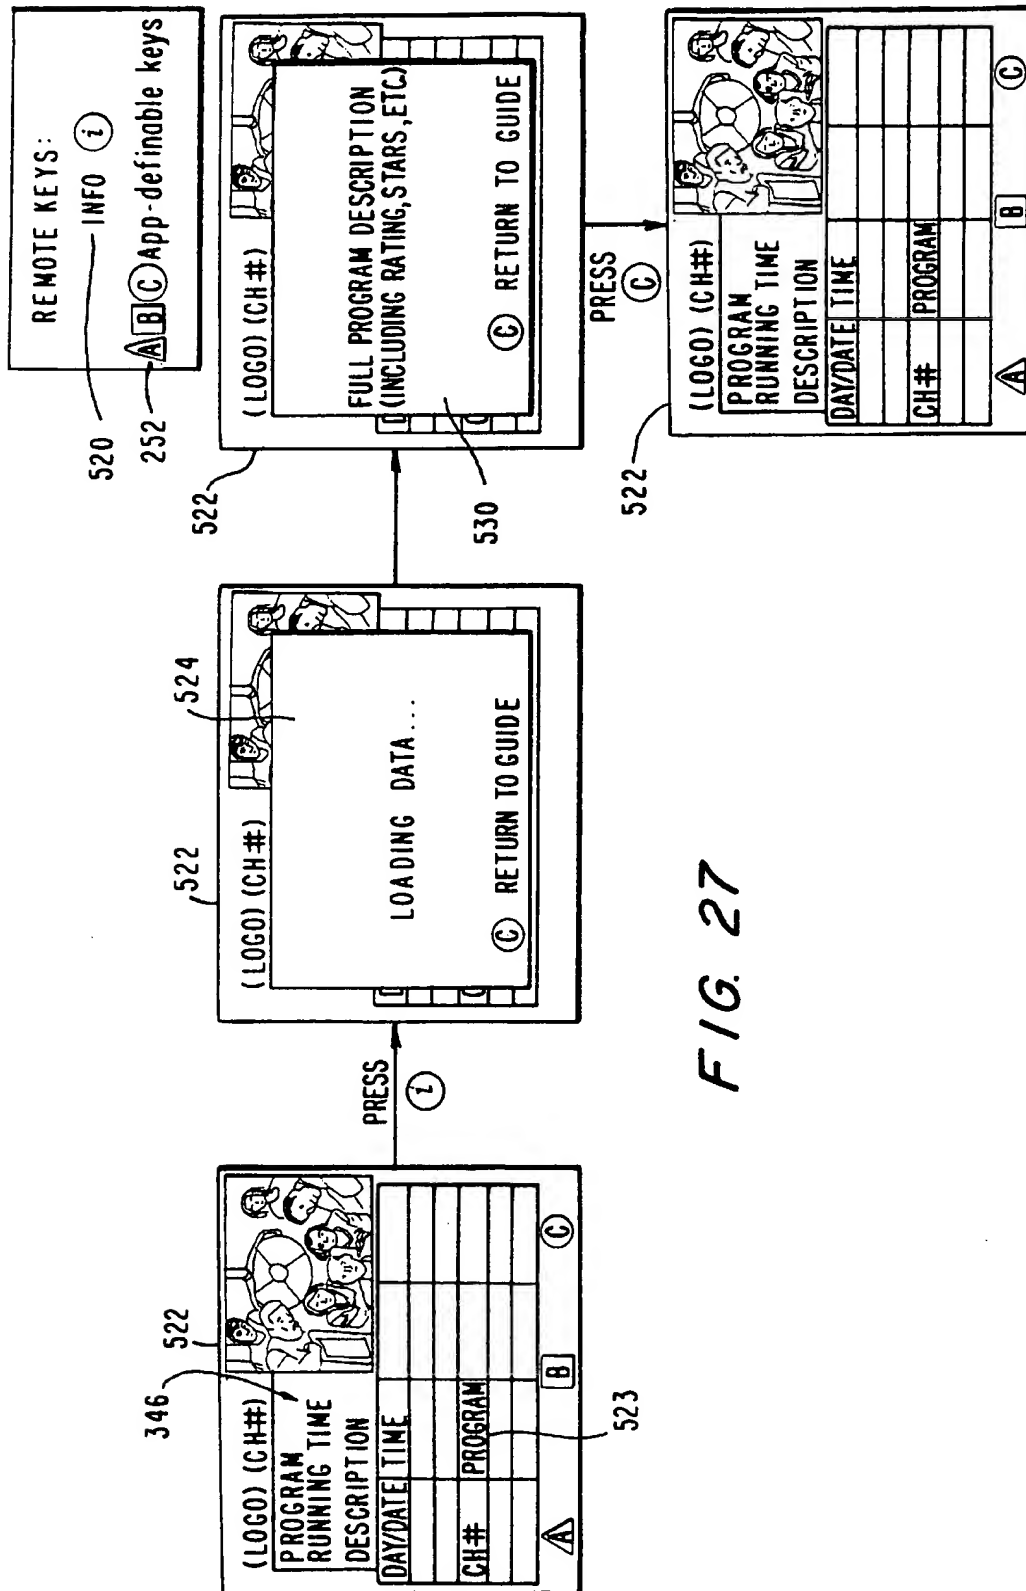 REMOTE KEYS:
520 INFO i
252 A B C App-definable keys
346
522
(LOGO) (CH#)
PROGRAM
RUNNING TIME
DESCRIPTION
DAY/DATE TIME
CH# PROGRAM
523
A B C
PRESS
i
522
(LOGO) (CH#)
524
LOADING DATA...
C RETURN TO GUIDE
522
(LOGO) (CH#)
FULL PROGRAM DESCRIPTION
(INCLUDING RATING, STARS, ETC)
C RETURN TO GUIDE
530
PRESS
C
522
(LOGO) (CH#)
PROGRAM
RUNNING TIME
DESCRIPTION
DAY/DATE TIME
CH# PROGRAM
A B C
FIG. 27